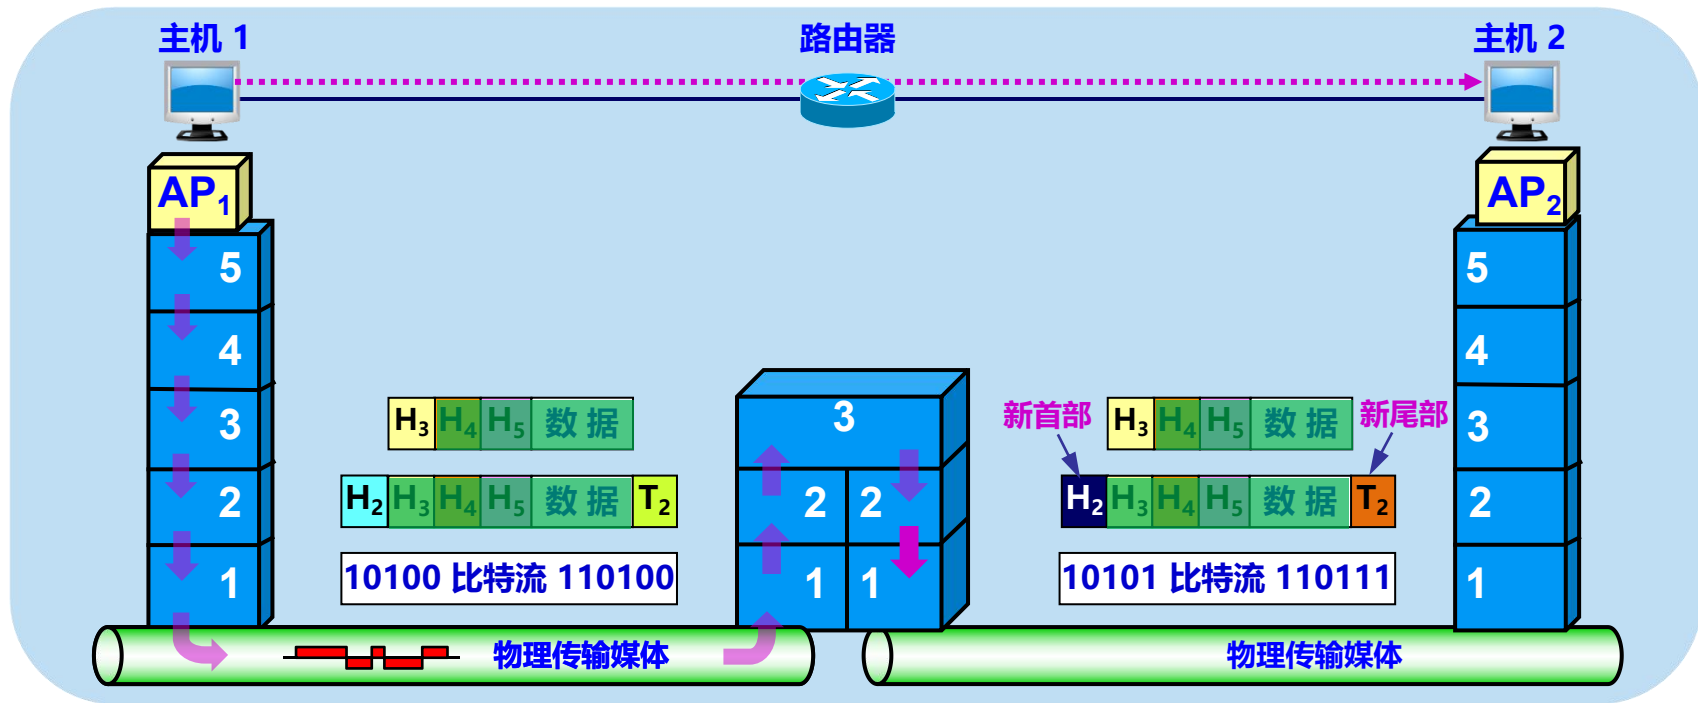 主机 1
路由器
主机 2
AP1
AP2
5
4
3
2
1
H3 H4 H5 数 据
H2 H3 H4 H5 数 据 T2
10100 比特流 110100
3
2 2
1 1
新首部
新尾部
H3 H4 H5 数 据
H2 H3 H4 H5 数 据 T2
10101 比特流 110111
5
4
3
2
1
物理传输媒体
物理传输媒体